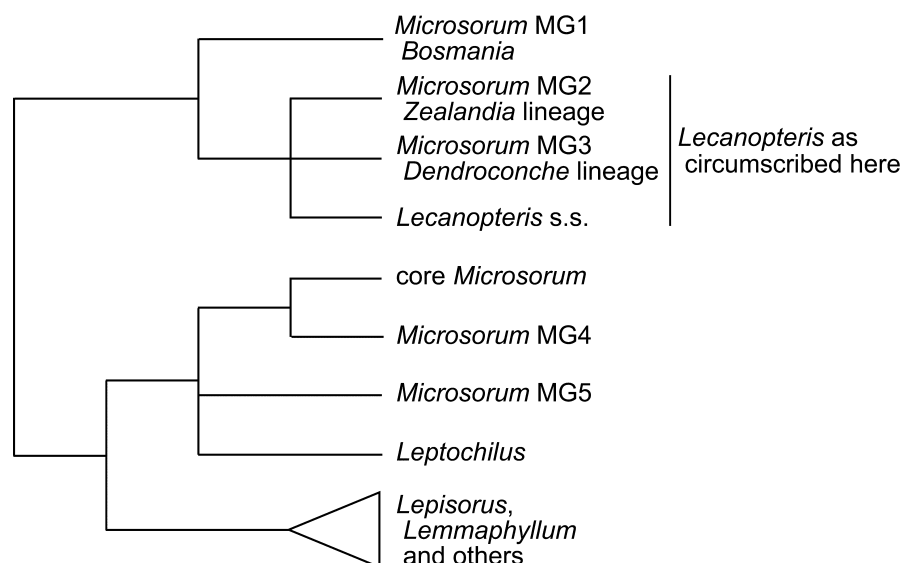 Microsorum MG1
Bosmania
Microsorum MG2
Zealandia lineage
Microsorum MG3
Dendroconche lineage
Lecanopteris s.s.
Lecanopteris as
circumscribed here
core Microsorum
Microsorum MG4
Microsorum MG5
Leptochilus
Lepisorus,
Lemmaphyllum
and others